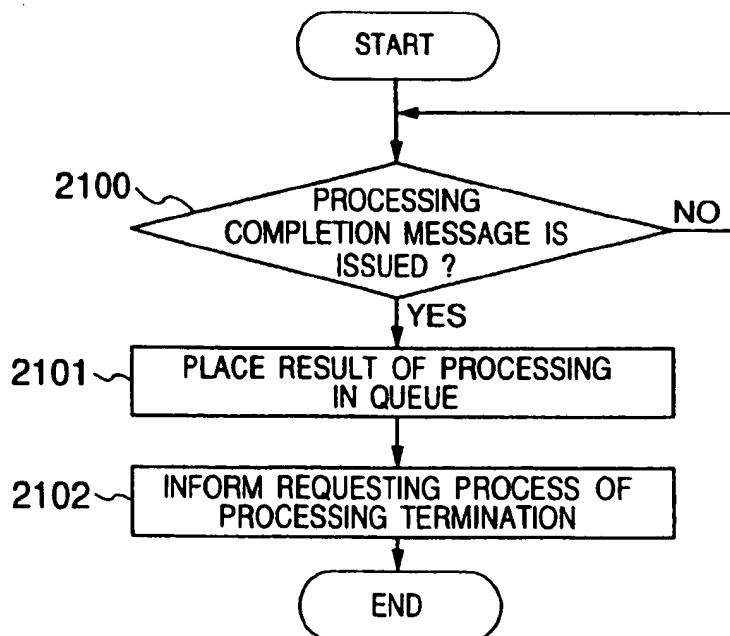 START
2100
PROCESSING
COMPLETION MESSAGE IS
ISSUED ?
NO
YES
2101
PLACE RESULT OF PROCESSING
IN QUEUE
2102
INFORM REQUESTING PROCESS OF
PROCESSING TERMINATION
END